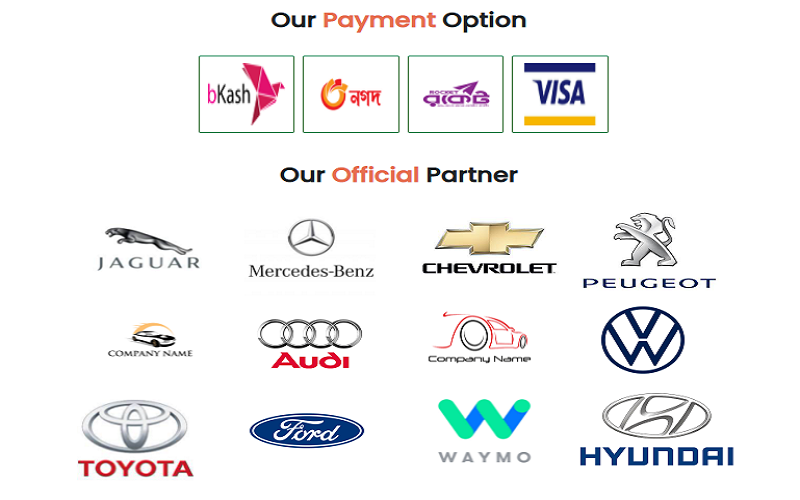 Our Payment Option
bKash
নগদ
ROCKET
রকেট
VISA
Our Official Partner
JAGUAR
Mercedes-Benz
CHEVROLET
PEUGEOT
COMPANY NAME
Audi
Company Name
TOYOTA
Ford
WAYMO
HYUNDAI